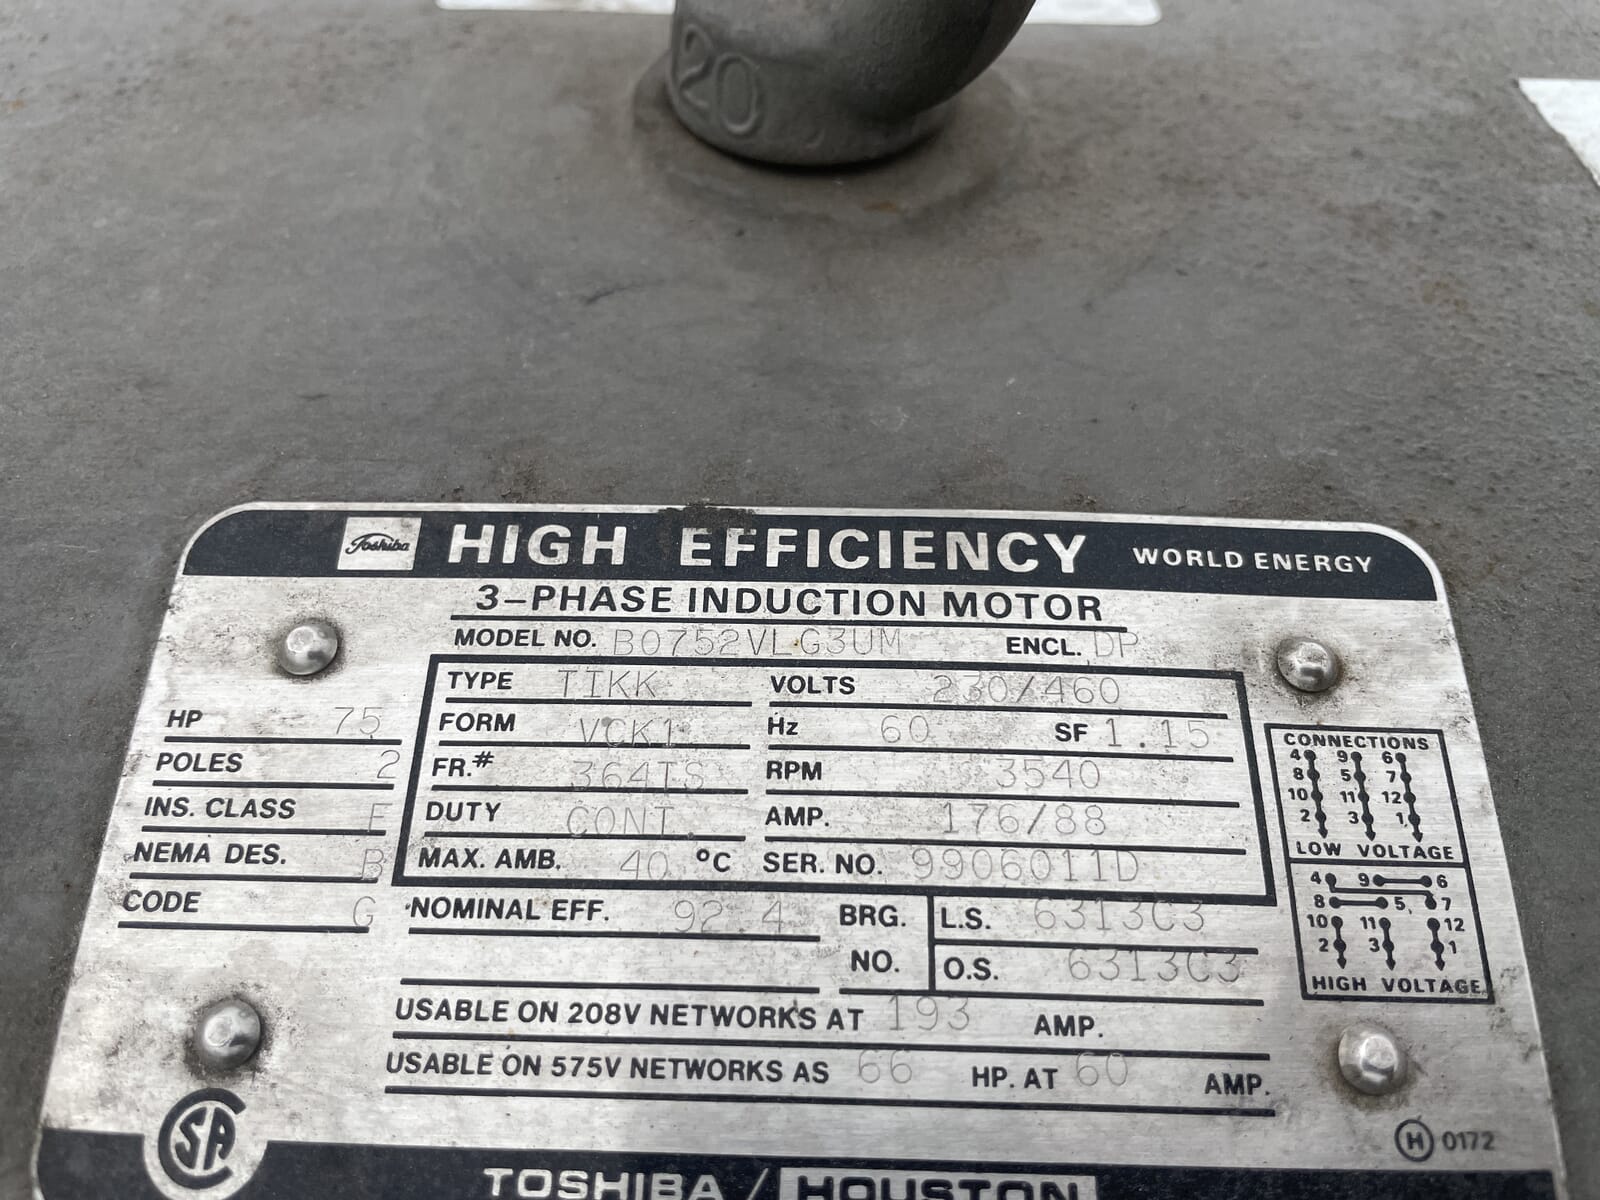 20
Toshiba HIGH EFFICIENCY WORLD ENERGY
3-PHASE INDUCTION MOTOR
MODEL NO. B0752VLG3UM ENCL. DP
TYPE TIKK VOLTS 230/460
HP 75 FORM VCK1 Hz 60 SF 1.15
POLES 2 FR.# 364TS RPM 3540
INS. CLASS F DUTY CONT. AMP. 176/88
NEMA DES. B MAX. AMB. 40 °C SER. NO. 9906011D
CODE G NOMINAL EFF. 92.4 BRG. NO. L.S. 6313C3
O.S. 6313C3
USABLE ON 208V NETWORKS AT 193 AMP.
USABLE ON 575V NETWORKS AS 66 HP. AT 60 AMP.
CONNECTIONS
4 9 6
8 5 7
10 11 12
2 3 1
LOW VOLTAGE
4 9 6
8 5 7
10 11 12
2 3 1
HIGH VOLTAGE
SA
H 0172
TOSHIBA / HOUSTON